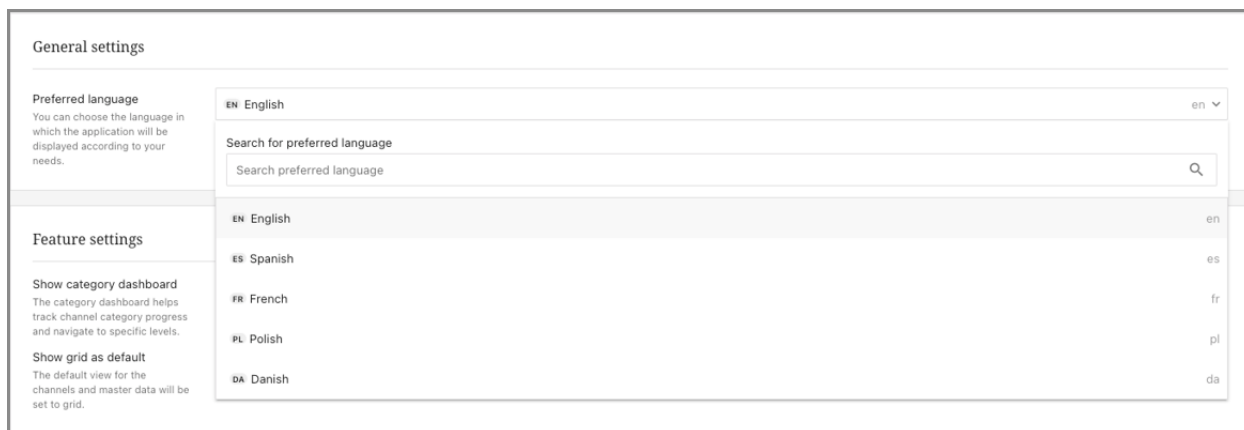 General settings
Preferred language
You can choose the language in
which the application will be
displayed according to your
needs.
EN English en
Search for preferred language
Search preferred language
EN English en
ES Spanish es
FR French fr
PL Polish pl
DA Danish da
Feature settings
Show category dashboard
The category dashboard helps
track channel category progress
and navigate to specific levels.
Show grid as default
The default view for the
channels and master data will be
set to grid.